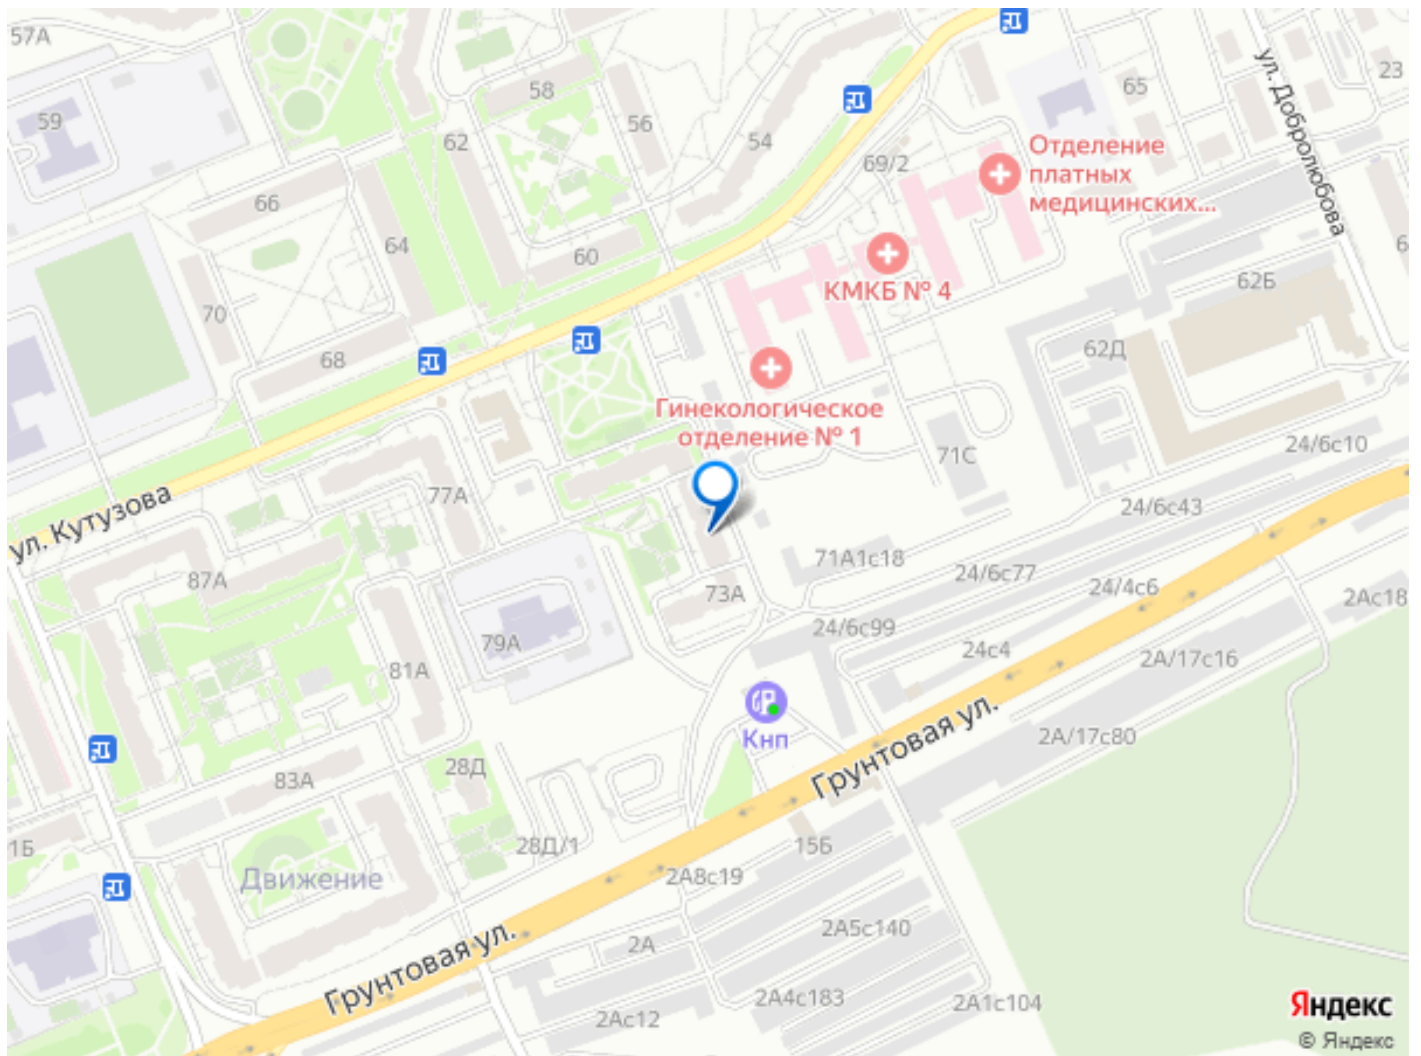 57А
59
58
62
56
54
66
64
60
70
68
69/2
65
23
ул. Добролюбова
Отделение
платных
медицинских...
КМКБ № 4
Гинекологическое
отделение № 1
62Б
62Д
6
71С
24/6с10
24/6с43
ул. Кутузова
77А
87А
71А1с18
24/6с77
24/4с6
2Ас18
73А
79А
24/6с99
24с4
2А/17с16
81А
Кнп
Грунтовая ул.
2А/17с80
28Д
83А
28Д/1
1Б
15Б
Движение
2А8с19
2А
2А5с140
Грунтовая ул.
2А4с183
2А1с104
2Ас12
Яндекс
© Яндекс